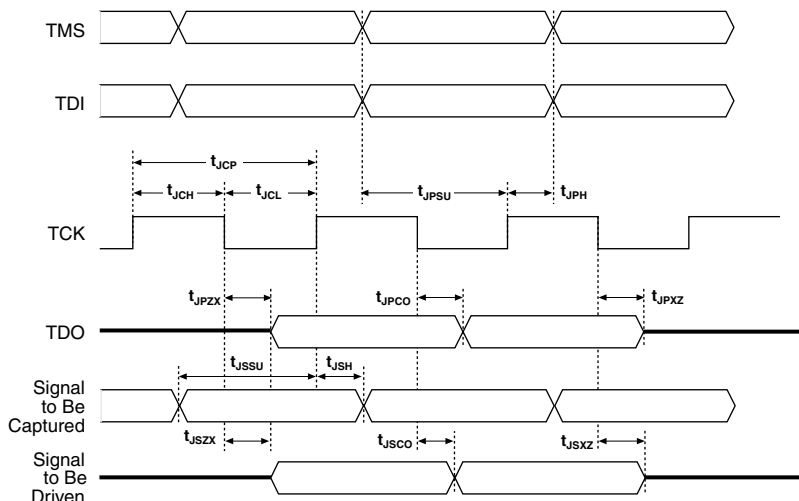 TMS
TDI
tJCP
tJCH tJCL tJPSU tJPH
TCK
tJPZX tJPCO tJPXZ
TDO
tJSSU tJSH
Signal
to Be
Captured
tJSZX tJSCO tJSXZ
Signal
to Be
Driven